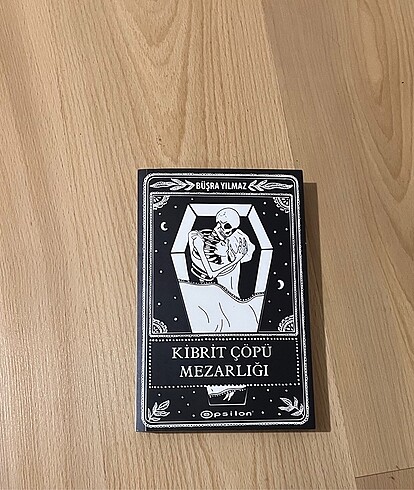 BÜŞRA YILMAZ
KİBRİT ÇÖPÜ
MEZARLIĞI
epsilon